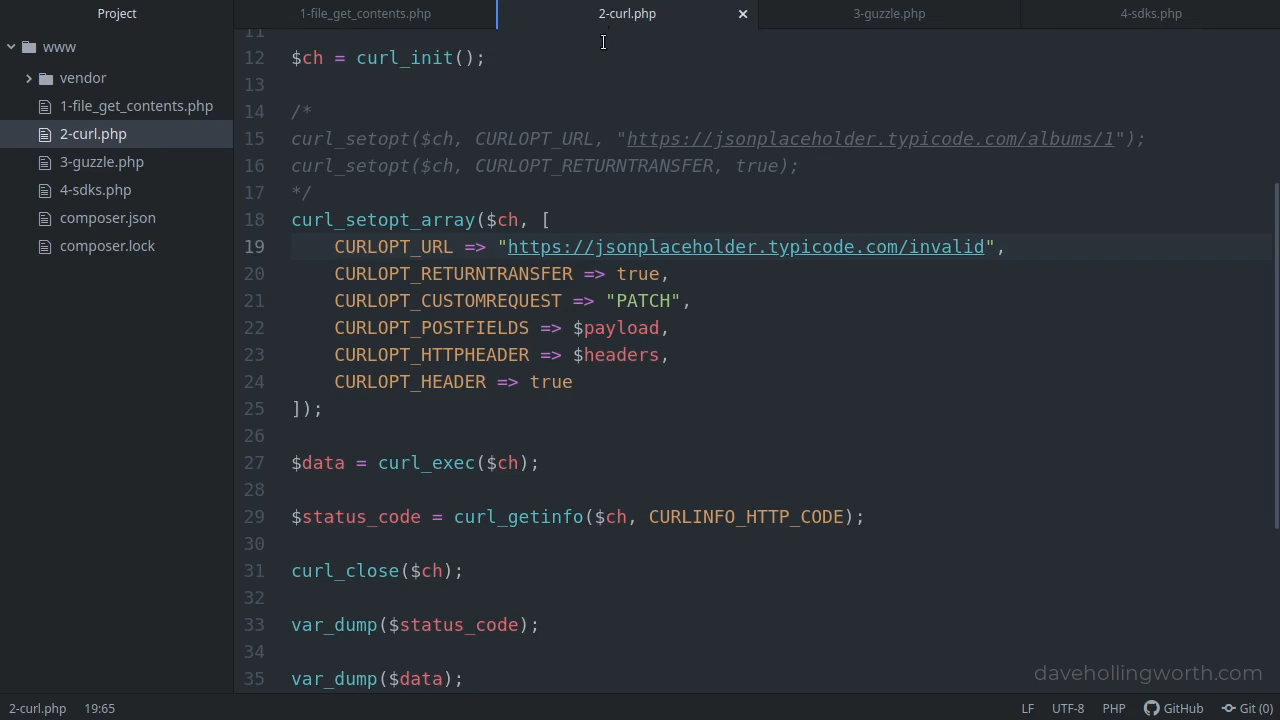 Project
1-file_get_contents.php
2-curl.php
3-guzzle.php
4-sdks.php
www
vendor
1-file_get_contents.php
2-curl.php
3-guzzle.php
4-sdks.php
composer.json
composer.lock
11
12 $ch = curl_init();
13
14 /*
15 curl_setopt($ch, CURLOPT_URL, "https://jsonplaceholder.typicode.com/albums/1");
16 curl_setopt($ch, CURLOPT_RETURNTRANSFER, true);
17 */
18 curl_setopt_array($ch, [
19     CURLOPT_URL => "https://jsonplaceholder.typicode.com/invalid",
20     CURLOPT_RETURNTRANSFER => true,
21     CURLOPT_CUSTOMREQUEST => "PATCH",
22     CURLOPT_POSTFIELDS => $payload,
23     CURLOPT_HTTPHEADER => $headers,
24     CURLOPT_HEADER => true
25 ]);
26
27 $data = curl_exec($ch);
28
29 $status_code = curl_getinfo($ch, CURLINFO_HTTP_CODE);
30
31 curl_close($ch);
32
33 var_dump($status_code);
34
35 var_dump($data);
davehollingworth.com
2-curl.php 19:65 LF UTF-8 PHP GitHub Git (0)